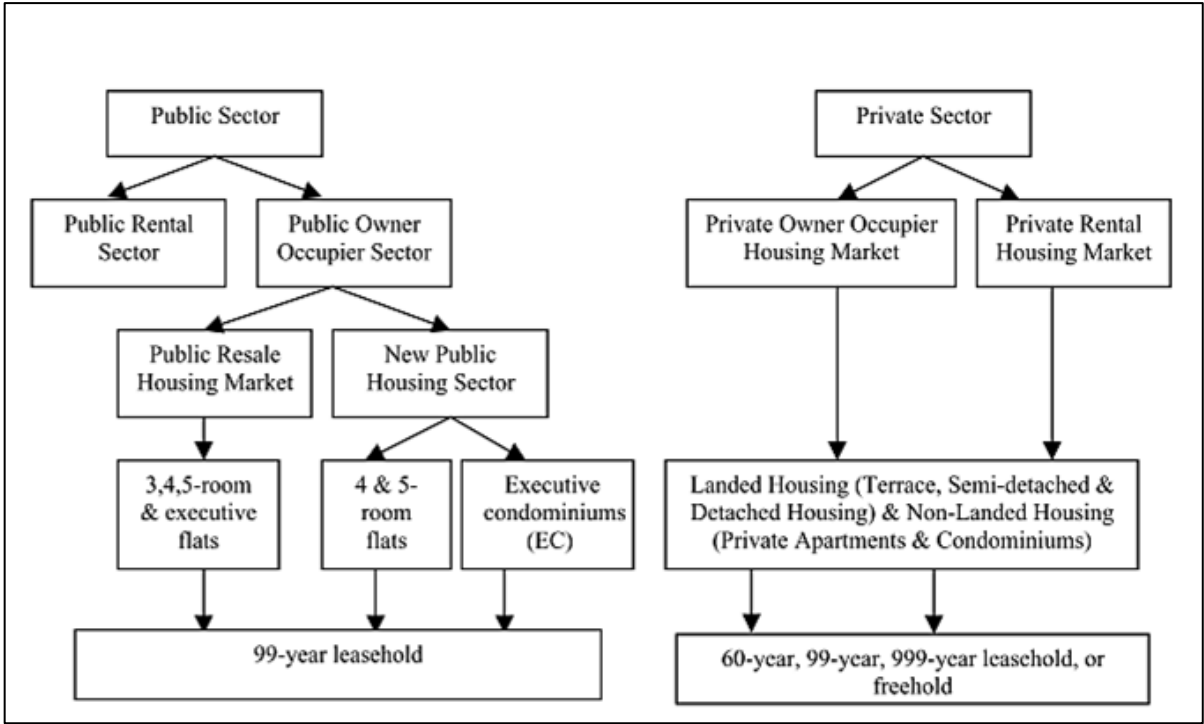 Public Sector
Private Sector
Public Rental
Sector
Public Owner
Occupier Sector
Private Owner Occupier
Housing Market
Private Rental
Housing Market
Public Resale
Housing Market
New Public
Housing Sector
3,4,5-room
& executive
flats
4 & 5-
room
flats
Executive
condominiums
(EC)
Landed Housing (Terrace, Semi-detached &
Detached Housing) & Non-Landed Housing
(Private Apartments & Condominiums)
99-year leasehold
60-year, 99-year, 999-year leasehold, or
freehold